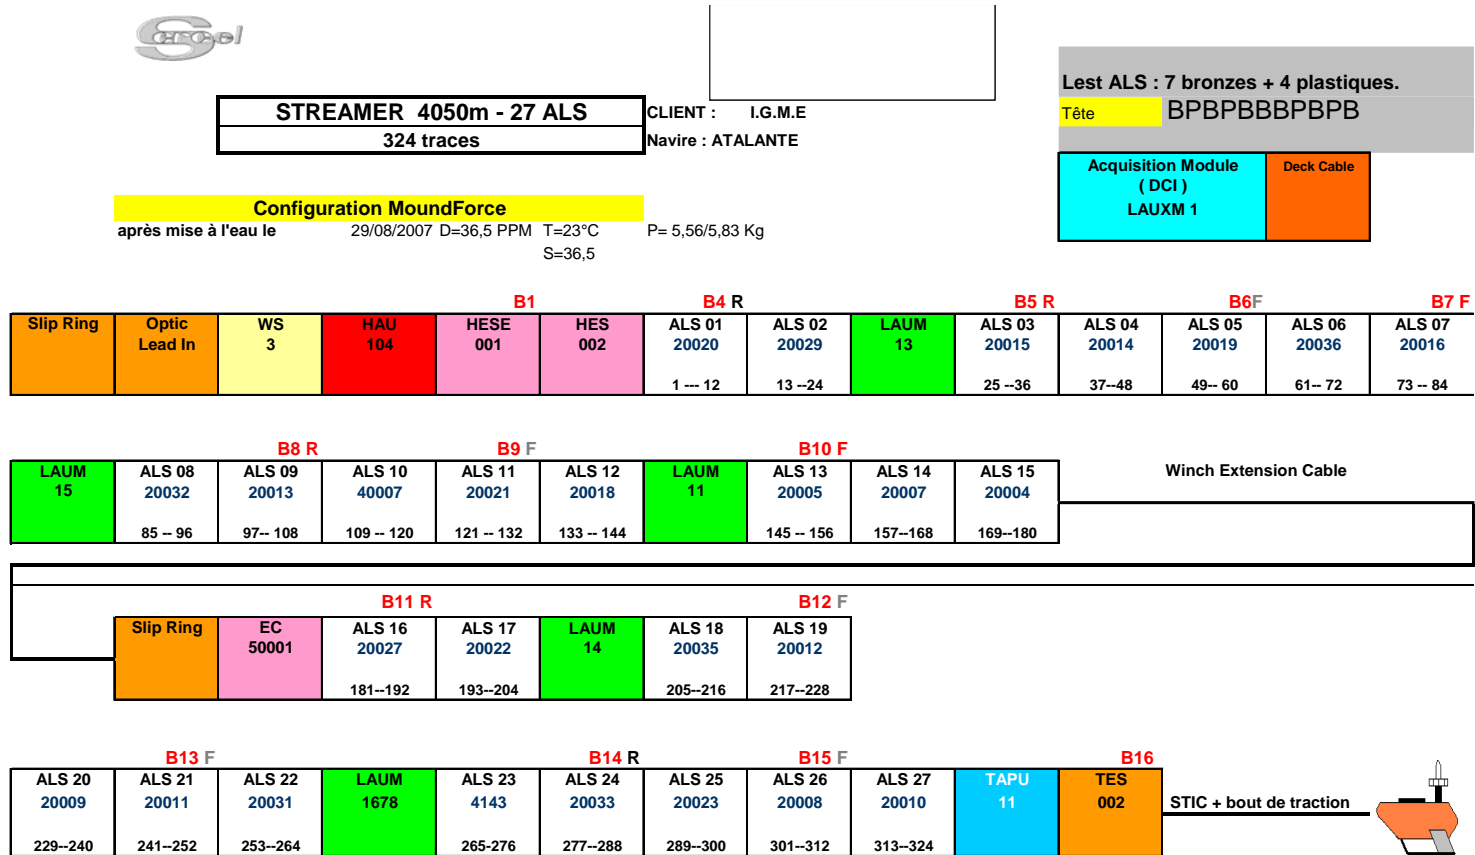 Sercel
Lest ALS : 7 bronzes + 4 plastiques.
STREAMER 4050m - 27 ALS CLIENT : I.G.M.E Tête BPBPBBBPBPB
324 traces Navire : ATALANTE
Acquisition Module Deck Cable
( DCI )
LAUXM 1
Configuration MoundForce
après mise à l'eau le 29/08/2007 D=36,5 PPM T=23°C P= 5,56/5,83 Kg
S=36,5
B1 B4 R B5 R B6F B7 F
Slip Ring Optic WS HAU HESE HES ALS 01 ALS 02 LAUM ALS 03 ALS 04 ALS 05 ALS 06 ALS 07
Lead In 3 104 001 002 20020 20029 13 20015 20014 20019 20036 20016
1 --- 12 13 --24 25 --36 37--48 49-- 60 61-- 72 73 -- 84
B8 R B9 F B10 F
LAUM ALS 08 ALS 09 ALS 10 ALS 11 ALS 12 LAUM ALS 13 ALS 14 ALS 15 Winch Extension Cable
15 20032 20013 40007 20021 20018 11 20005 20007 20004
85 -- 96 97-- 108 109 -- 120 121 -- 132 133 -- 144 145 -- 156 157--168 169--180
B11 R B12 F
Slip Ring EC ALS 16 ALS 17 LAUM ALS 18 ALS 19
50001 20027 20022 14 20035 20012
181--192 193--204 205--216 217--228
B13 F B14 R B15 F B16
ALS 20 ALS 21 ALS 22 LAUM ALS 23 ALS 24 ALS 25 ALS 26 ALS 27 TAPU TES
20009 20011 20031 1678 4143 20033 20023 20008 20010 11 002 STIC + bout de traction
229--240 241--252 253--264 265-276 277--288 289--300 301--312 313--324